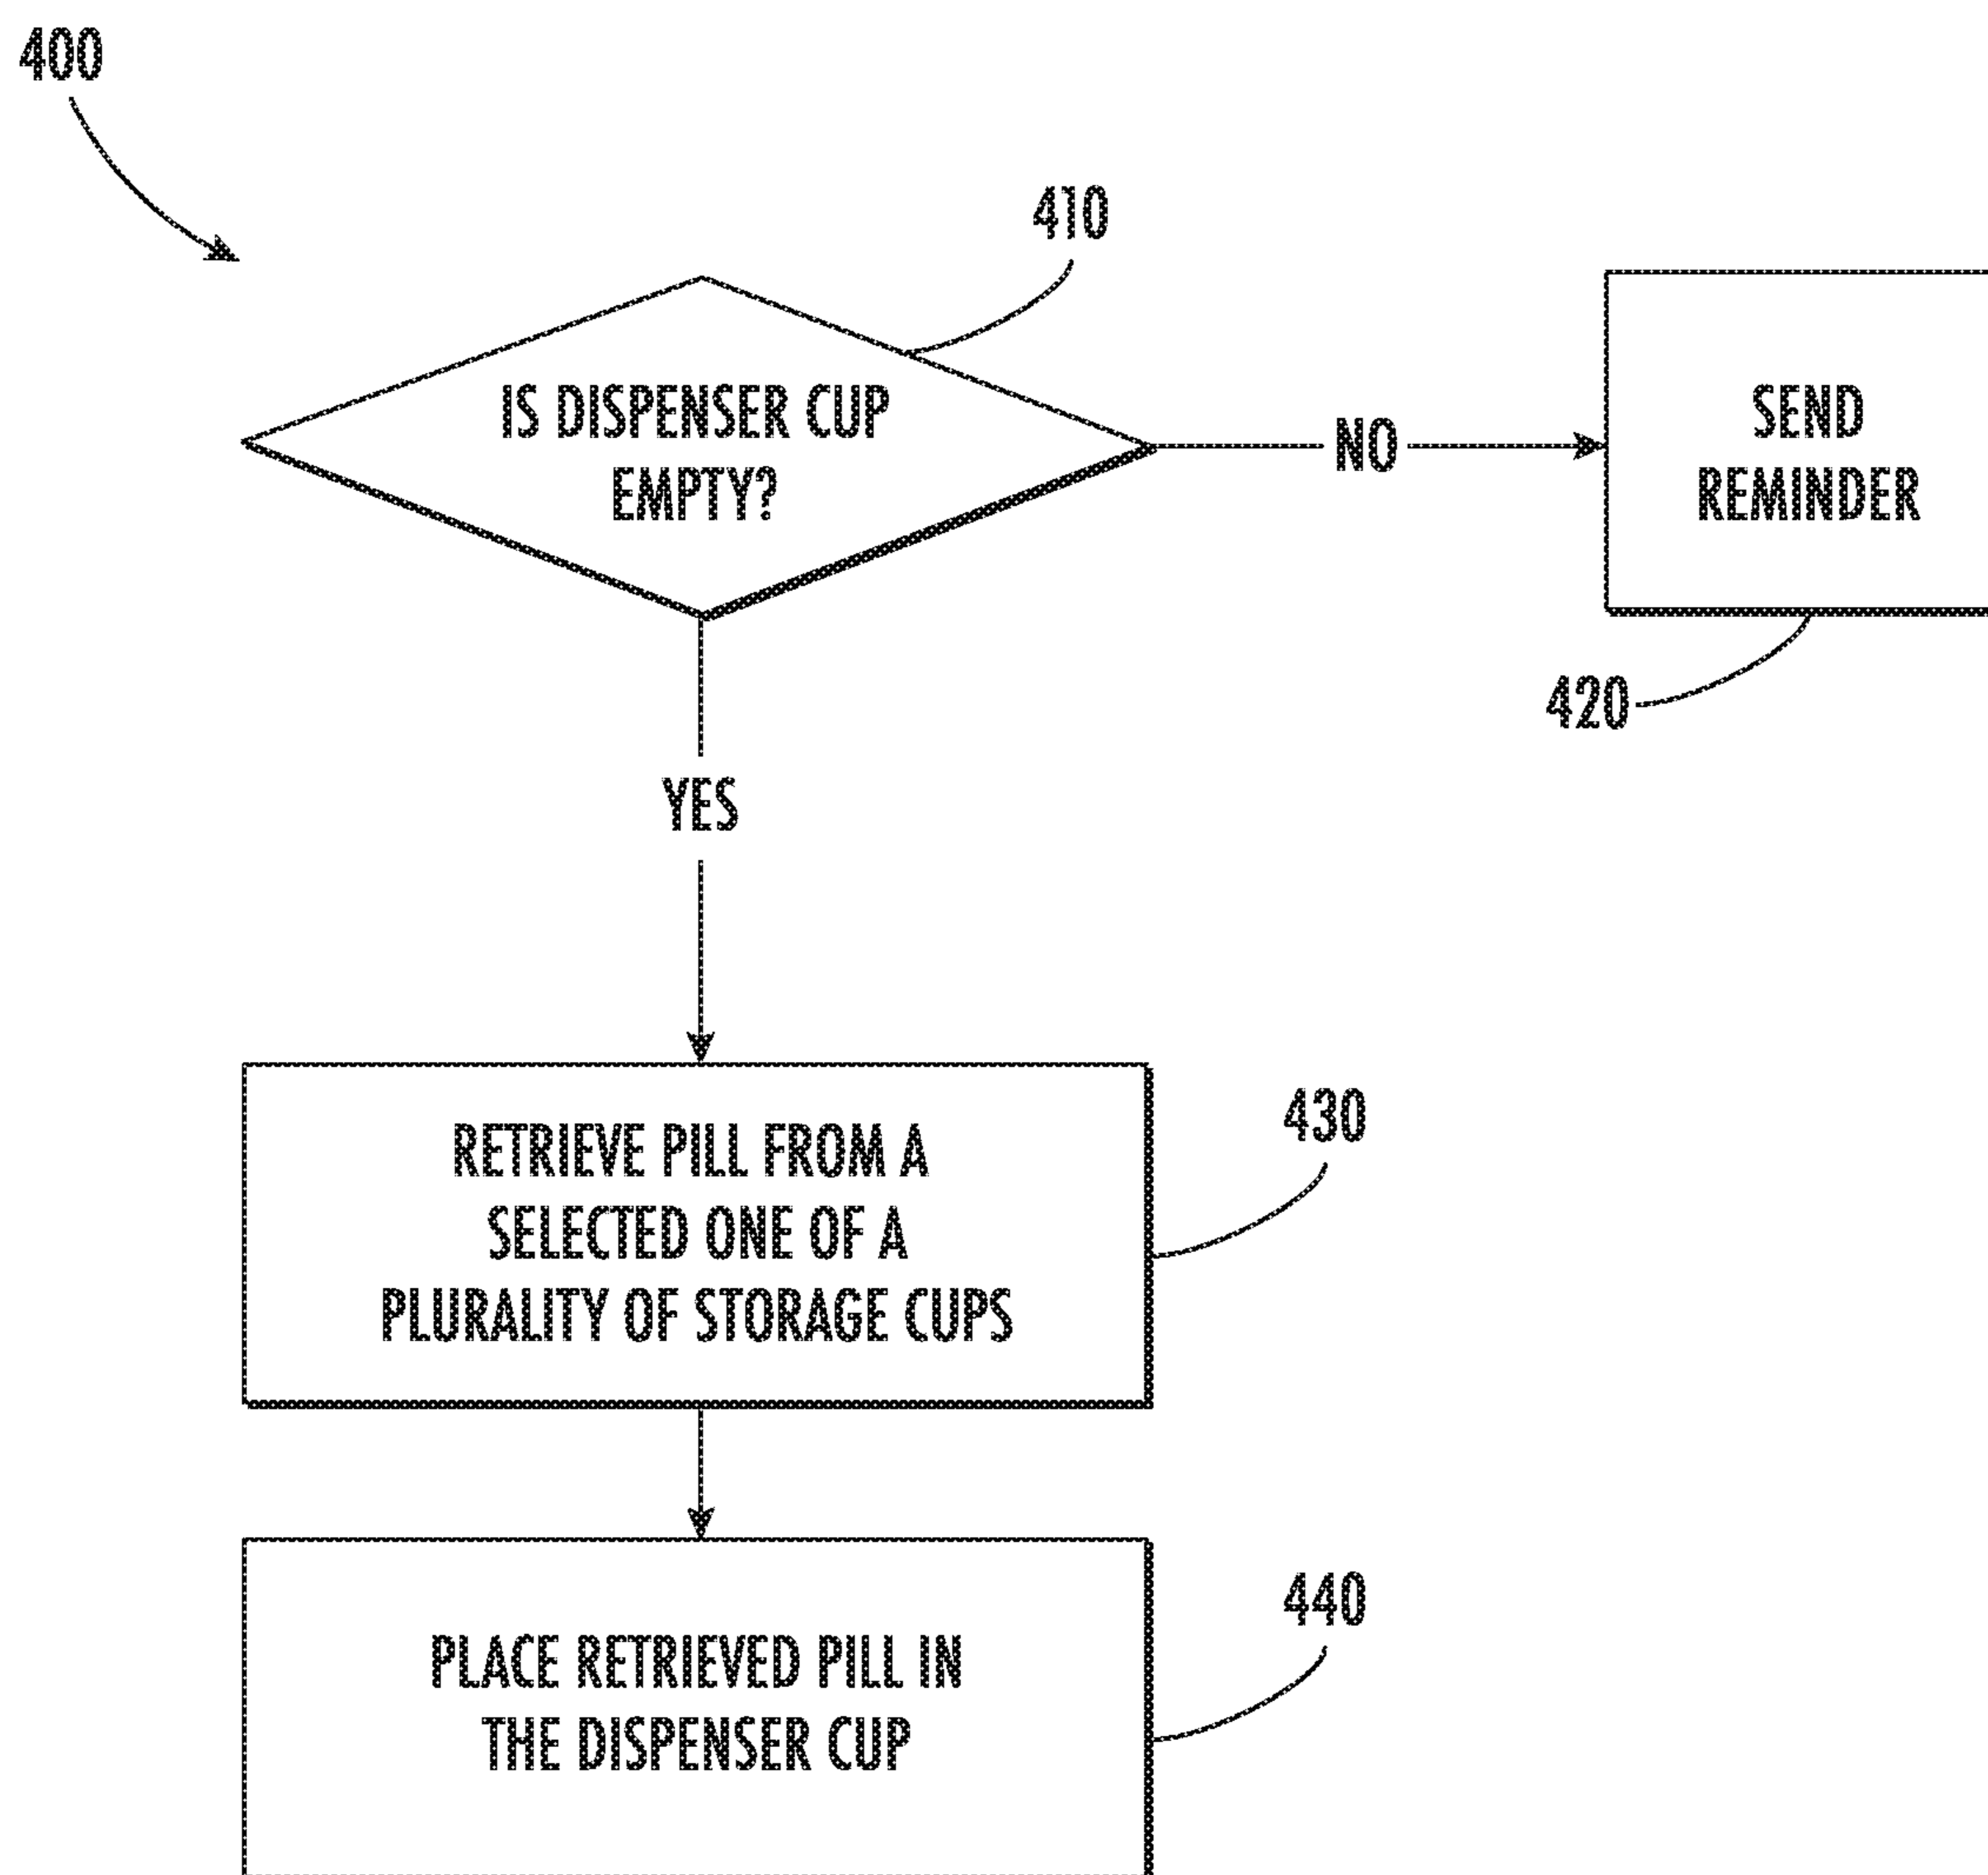 400
410
IS DISPENSER CUP
EMPTY?
NO
SEND
REMINDER
420
YES
RETRIEVE PILL FROM A
SELECTED ONE OF A
PLURALITY OF STORAGE CUPS
430
PLACE RETRIEVED PILL IN
THE DISPENSER CUP
440